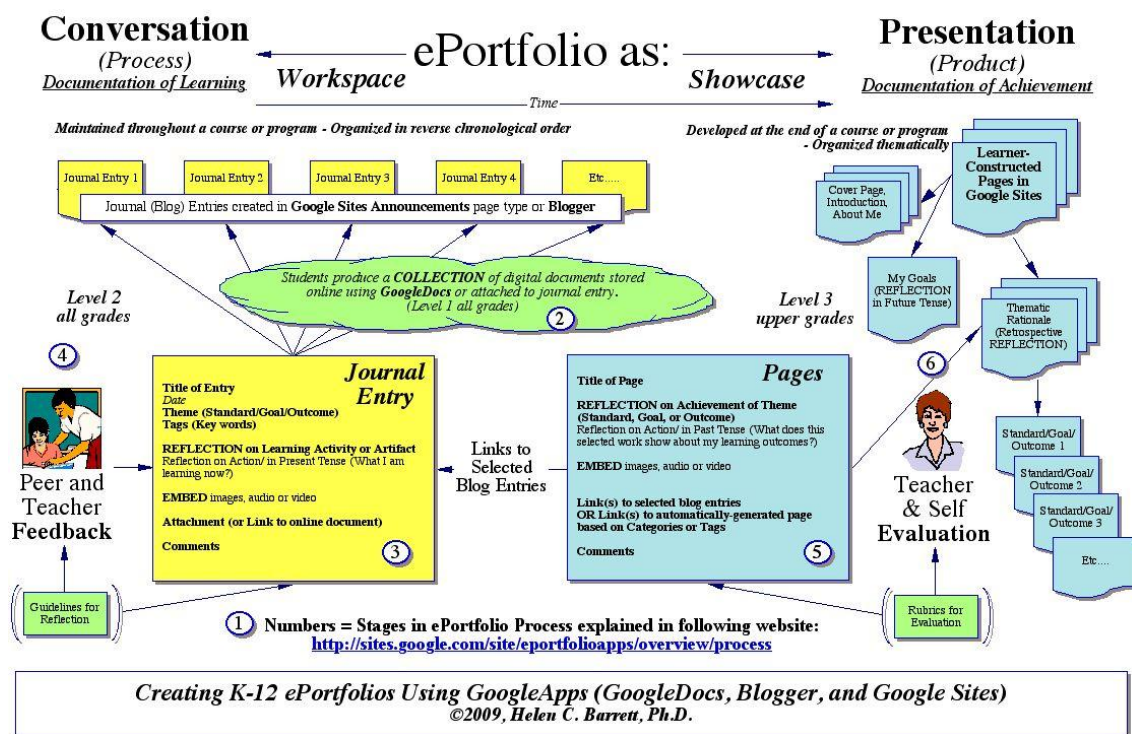 Conversation
(Process)
Documentation of Learning
ePortfolio as:
Workspace
Showcase
Presentation
(Product)
Documentation of Achievement
Time
Maintained throughout a course or program - Organized in reverse chronological order
Developed at the end of a course or program
- Organized thematically
Journal Entry 1
Journal Entry 2
Journal Entry 3
Journal Entry 4
Etc.....
Journal (Blog) Entries created in Google Sites Announcements page type or Blogger
Cover Page,
Introduction,
About Me
Learner-
Constructed
Pages in
Google Sites
Students produce a COLLECTION of digital documents stored
online using GoogleDocs or attached to journal entry.
(Level 1 all grades)
2
Level 2
all grades
Level 3
upper grades
My Goals
(REFLECTION
in Future Tense)
Thematic
Rationale
(Retrospective
REFLECTION)
4
Peer and
Teacher
Feedback
Guidelines for
Reflection
Journal
Entry
Title of Entry
Date
Theme (Standard/Goal/Outcome)
Tags (Key words)
REFLECTION on Learning Activity or Artifact
Reflection on Action/ in Present Tense (What I am
learning now?)
EMBED images, audio or video
Attachment (or Link to online document)
Comments
3
Links to
Selected
Blog Entries
Pages
Title of Page
REFLECTION on Achievement of Theme
(Standard, Goal, or Outcome)
Reflection on Action/ in Past Tense (What does this
selected work show about my learning outcomes?)
EMBED images, audio or video
Link(s) to selected blog entries
OR Link(s) to automatically-generated page
based on Categories or Tags
Comments
5
6
Teacher
& Self
Evaluation
Rubrics for
Evaluation
Standard/Goal/
Outcome 1
Standard/Goal/
Outcome 2
Standard/Goal/
Outcome 3
Etc....
1 Numbers = Stages in ePortfolio Process explained in following website:
http://sites.google.com/site/eportfolioapps/overview/process
Creating K-12 ePortfolios Using GoogleApps (GoogleDocs, Blogger, and Google Sites)
©2009, Helen C. Barrett, Ph.D.